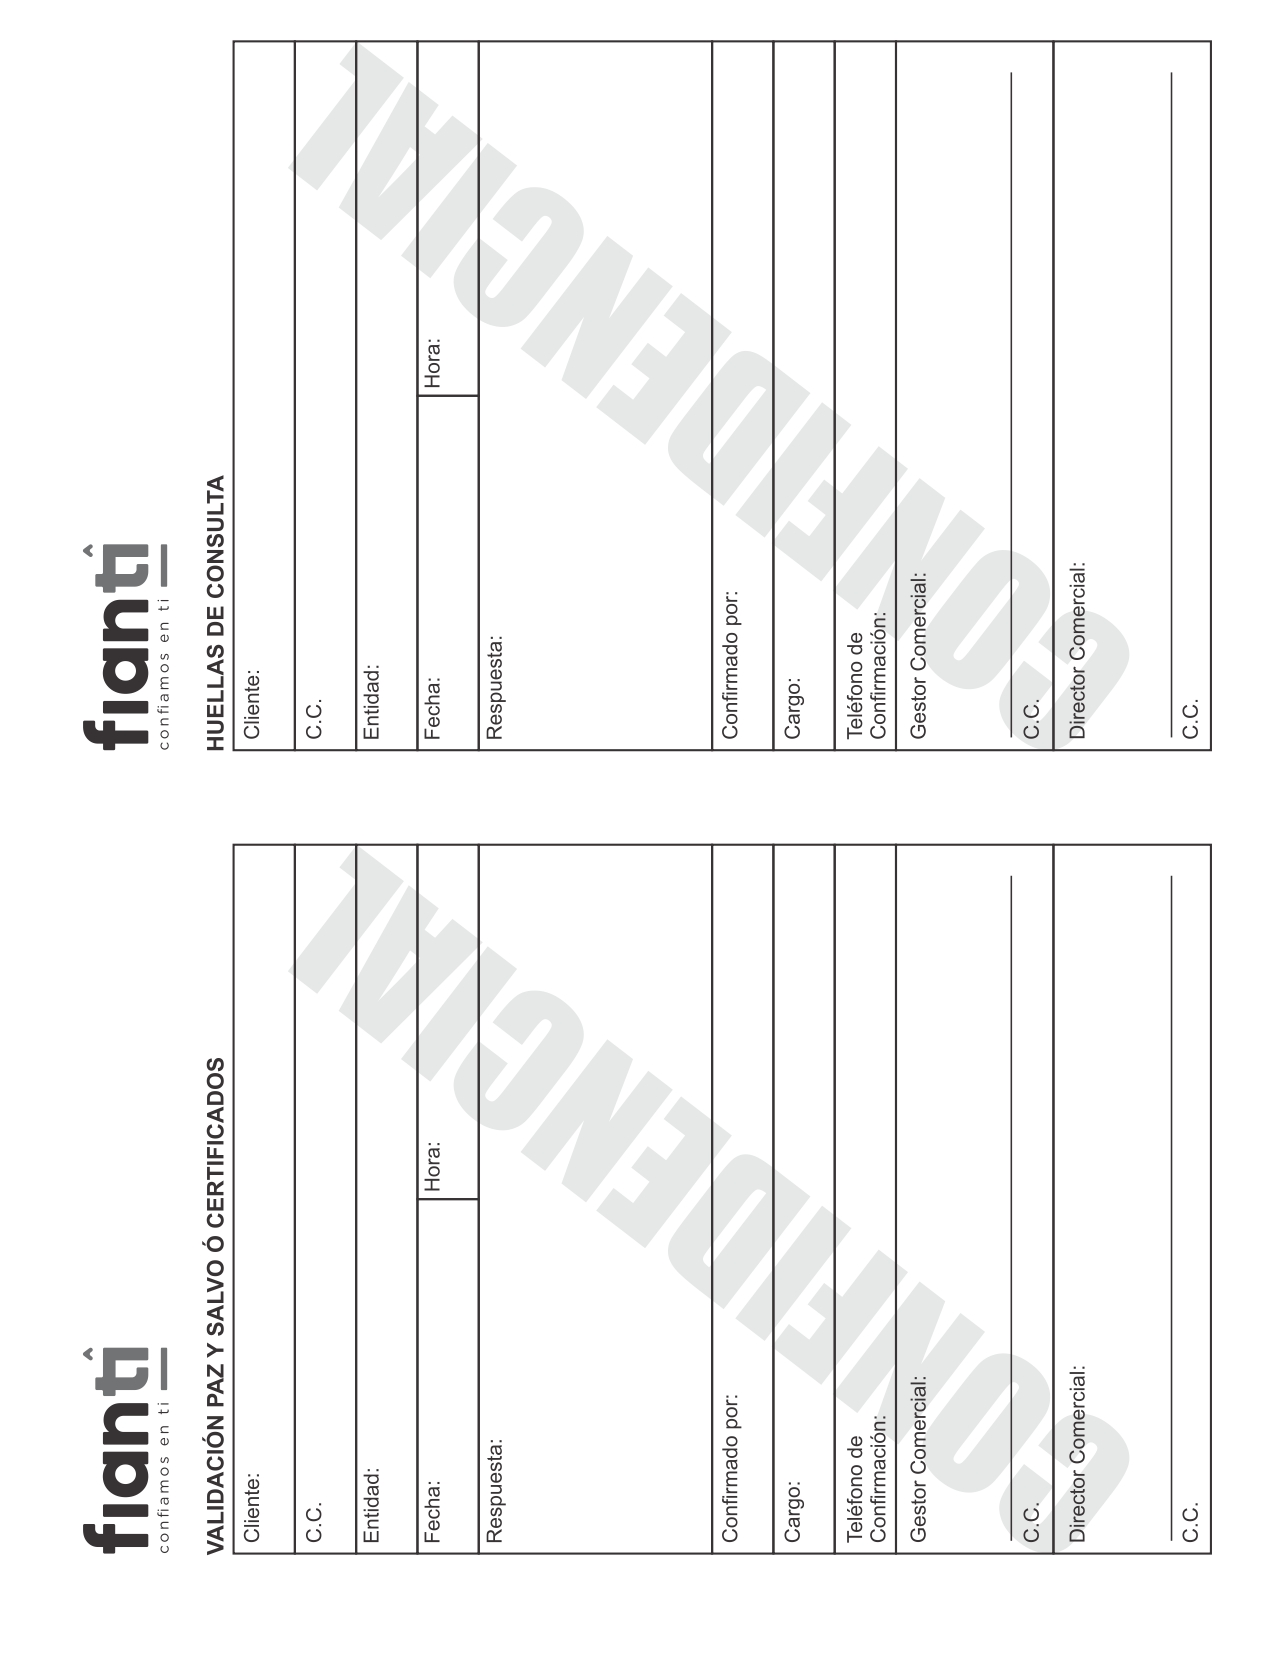 fianti
confiamos en ti
VALIDACIÓN PAZ Y SALVO Ó CERTIFICADOS
Cliente:
C.C.
Entidad:
Fecha:
Hora:
Respuesta:
Confirmado por:
Cargo:
Teléfono de
Confirmación:
Gestor Comercial:
C.C.
Director Comercial:
C.C.
CONFIDENCIAL
fianti
confiamos en ti
HUELLAS DE CONSULTA
Cliente:
C.C.
Entidad:
Fecha:
Hora:
Respuesta:
Confirmado por:
Cargo:
Teléfono de
Confirmación:
Gestor Comercial:
C.C.
Director Comercial:
C.C.
CONFIDENCIAL